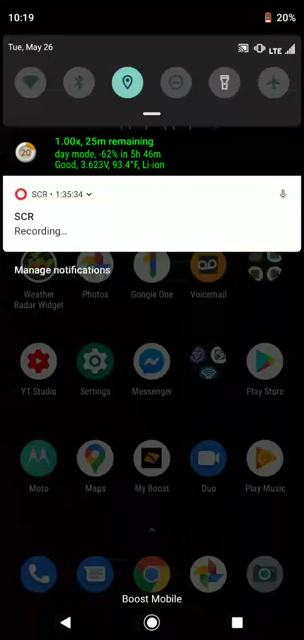 10:19
20%
Tue, May 26
LTE
20
1.00x, 25m remaining
day mode, -62% in 5h 46m
Good, 3.623V, 93.4°F, Li-ion
SCR • 1:35:34
SCR
Recording...
Manage notifications
Weather Radar Widget
Photos
Google One
Voicemail
YT Studio
Settings
Messenger
Play Store
Moto
Maps
My Boost
Duo
Play Music
Boost Mobile